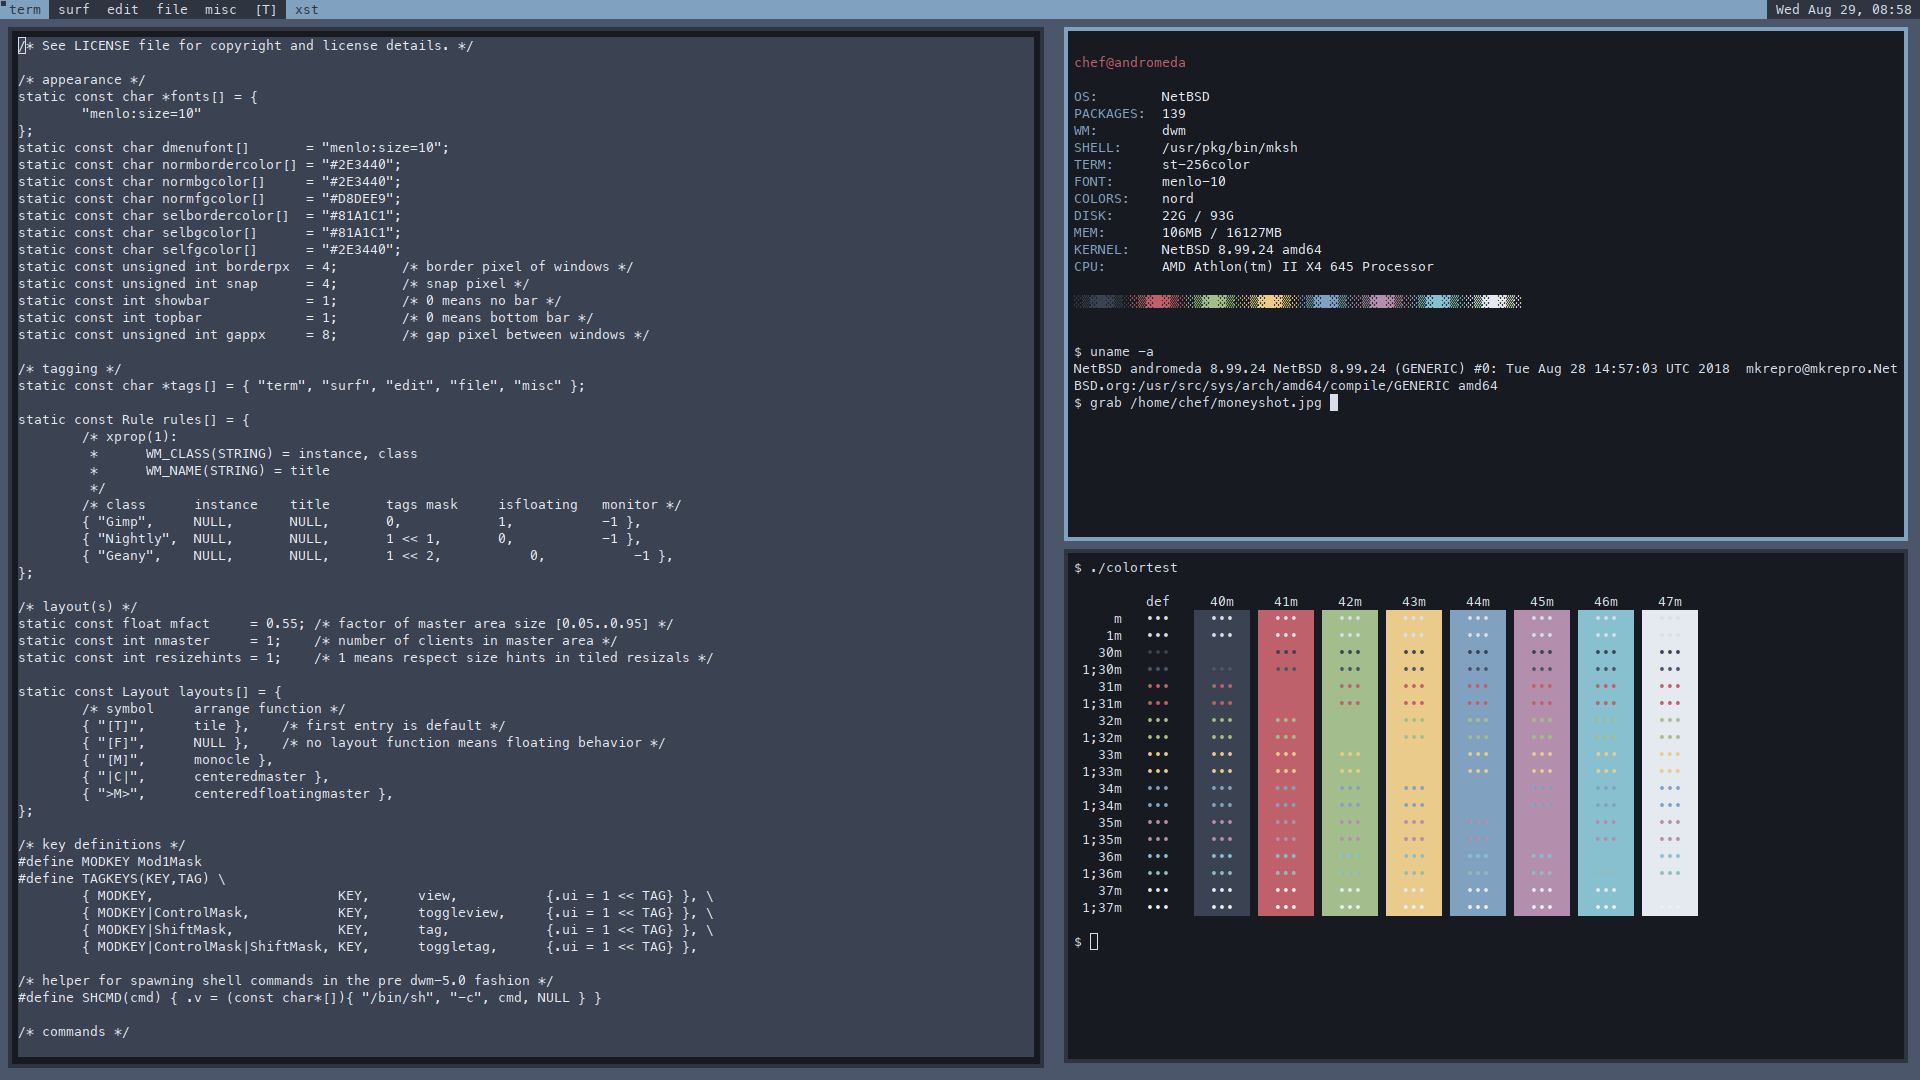 term surf edit file misc [T] xst Wed Aug 29, 08:58
/* See LICENSE file for copyright and license details. */
/* appearance */
static const char *fonts[] = {
"menlo:size=10"
};
static const char dmenufont[] = "menlo:size=10";
static const char normbordercolor[] = "#2E3440";
static const char normbgcolor[] = "#2E3440";
static const char normfgcolor[] = "#D8DEE9";
static const char selbordercolor[] = "#81A1C1";
static const char selbgcolor[] = "#81A1C1";
static const char selfgcolor[] = "#2E3440";
static const unsigned int borderpx = 4; /* border pixel of windows */
static const unsigned int snap = 4; /* snap pixel */
static const int showbar = 1; /* 0 means no bar */
static const int topbar = 1; /* 0 means bottom bar */
static const unsigned int gappx = 8; /* gap pixel between windows */
/* tagging */
static const char *tags[] = { "term", "surf", "edit", "file", "misc" };
static const Rule rules[] = {
/* xprop(1):
* WM_CLASS(STRING) = instance, class
* WM_NAME(STRING) = title
*/
/* class instance title tags mask isfloating monitor */
{ "Gimp", NULL, NULL, 0, 1, -1 },
{ "Nightly", NULL, NULL, 1 << 1, 0, -1 },
{ "Geany", NULL, NULL, 1 << 2, 0, -1 },
};
/* layout(s) */
static const float mfact = 0.55; /* factor of master area size [0.05..0.95] */
static const int nmaster = 1; /* number of clients in master area */
static const int resizehints = 1; /* 1 means respect size hints in tiled resizals */
static const Layout layouts[] = {
/* symbol arrange function */
{ "[T]", tile }, /* first entry is default */
{ "[F]", NULL }, /* no layout function means floating behavior */
{ "[M]", monocle },
{ "|C|", centeredmaster },
{ ">M>", centeredfloatingmaster },
};
/* key definitions */
#define MODKEY Mod1Mask
#define TAGKEYS(KEY,TAG) \
{ MODKEY, KEY, view, {.ui = 1 << TAG} }, \
{ MODKEY|ControlMask, KEY, toggleview, {.ui = 1 << TAG} }, \
{ MODKEY|ShiftMask, KEY, tag, {.ui = 1 << TAG} }, \
{ MODKEY|ControlMask|ShiftMask, KEY, toggletag, {.ui = 1 << TAG} },
/* helper for spawning shell commands in the pre dwm-5.0 fashion */
#define SHCMD(cmd) { .v = (const char*[]){ "/bin/sh", "-c", cmd, NULL } }
/* commands */
chef@andromeda
OS: NetBSD
PACKAGES: 139
WM: dwm
SHELL: /usr/pkg/bin/mksh
TERM: st-256color
FONT: menlo-10
COLORS: nord
DISK: 22G / 93G
MEM: 106MB / 16127MB
KERNEL: NetBSD 8.99.24 amd64
CPU: AMD Athlon(tm) II X4 645 Processor
$ uname -a
NetBSD andromeda 8.99.24 NetBSD 8.99.24 (GENERIC) #0: Tue Aug 28 14:57:03 UTC 2018 mkrepro@mkrepro.Net
BSD.org:/usr/src/sys/arch/amd64/compile/GENERIC amd64
$ grab /home/chef/moneyshot.jpg
$ ./colortest
def 40m 41m 42m 43m 44m 45m 46m 47m
m
1m
30m
1;30m
31m
1;31m
32m
1;32m
33m
1;33m
34m
1;34m
35m
1;35m
36m
1;36m
37m
1;37m
$